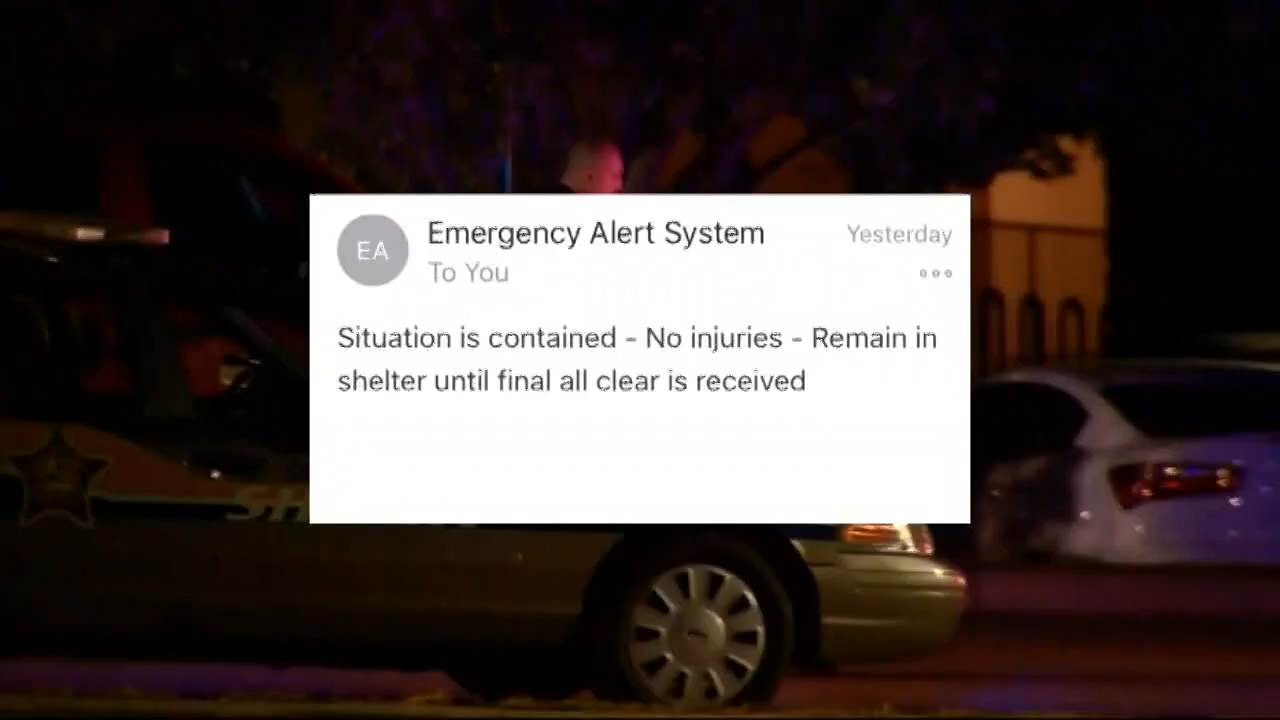 EA
Emergency Alert System
Yesterday
To You
Situation is contained - No injuries - Remain in
shelter until final all clear is received
SH